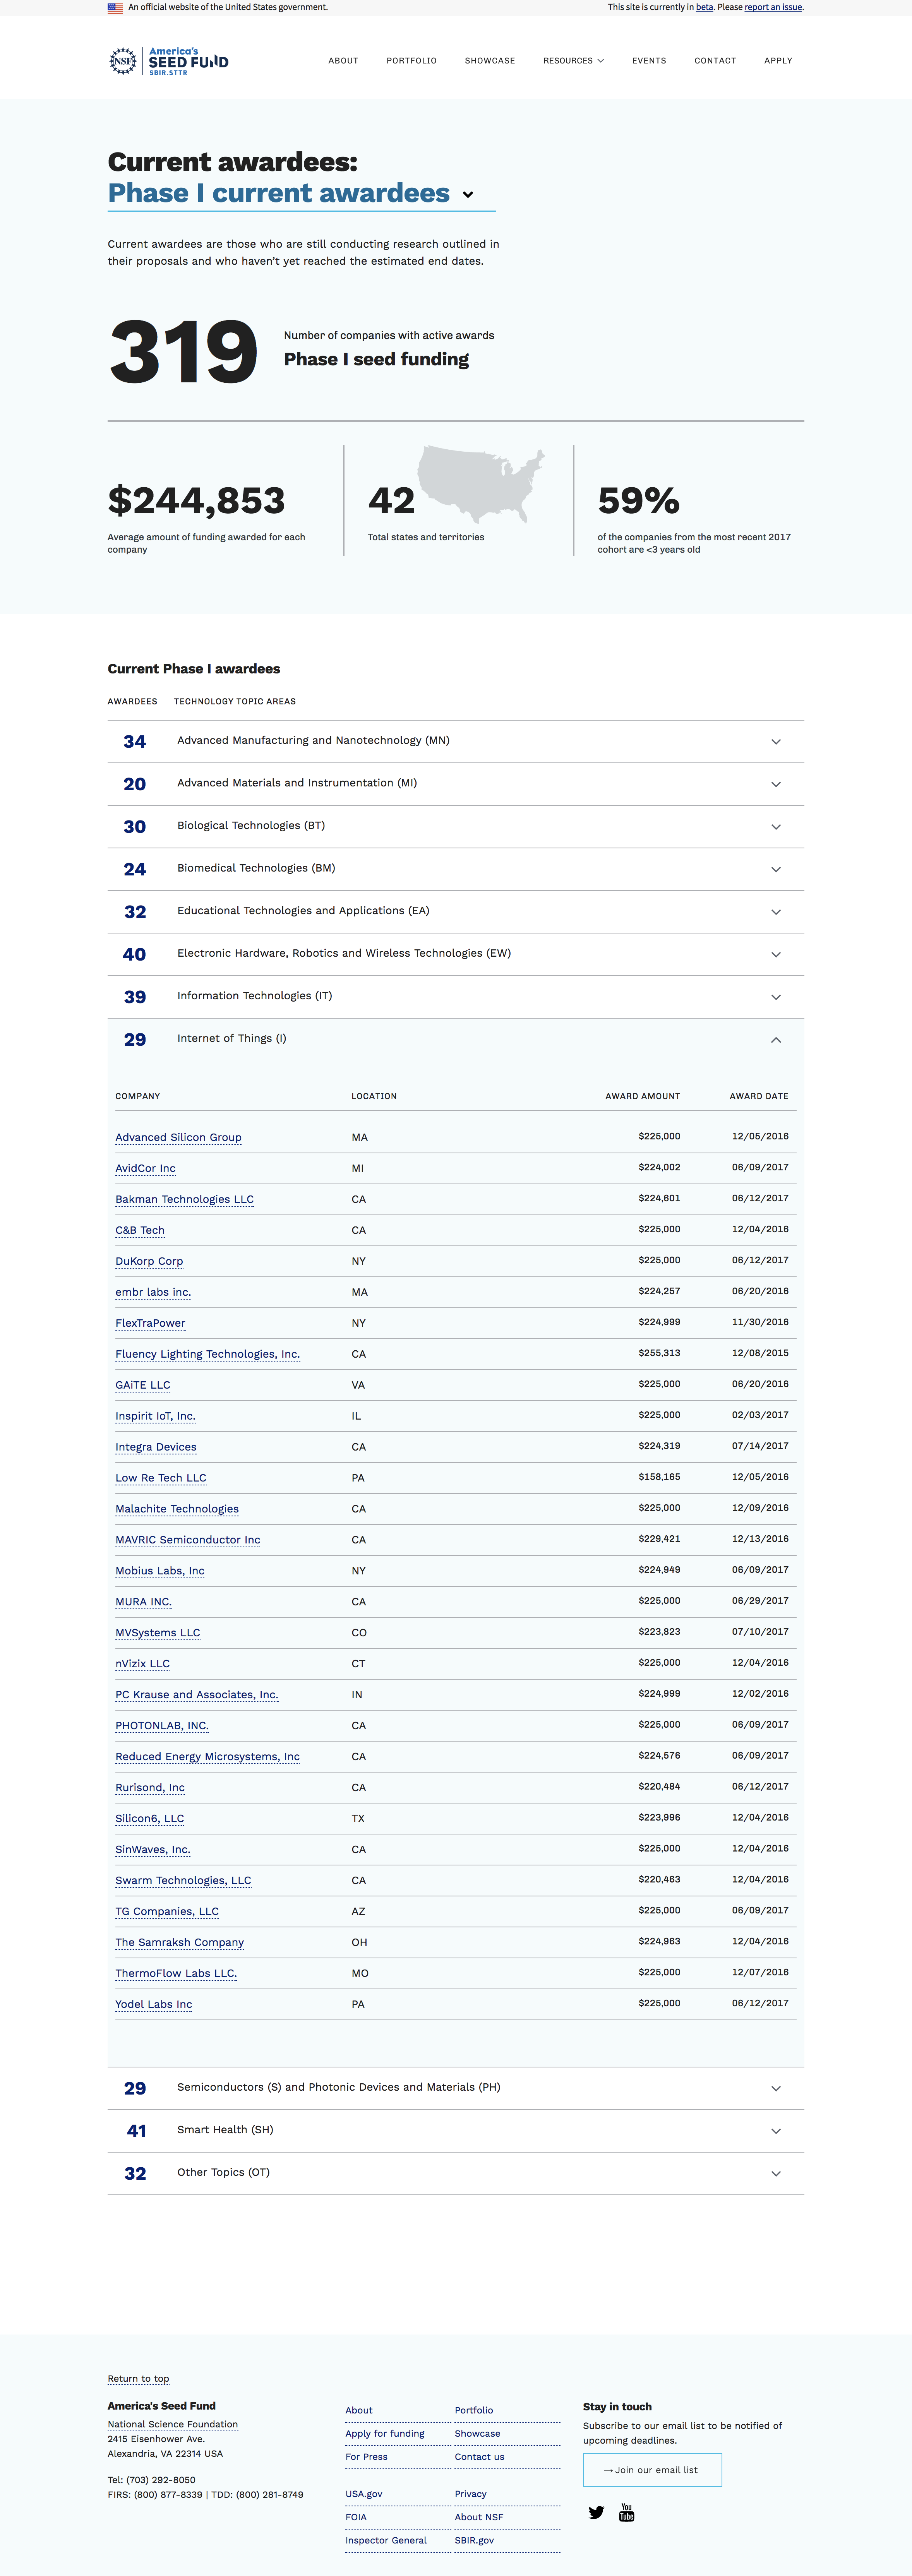 An official website of the United States government.
This site is currently in beta. Please report an issue.
NSF
America's
SEED FUND
SBIR.STTR
ABOUT PORTFOLIO SHOWCASE RESOURCES EVENTS CONTACT APPLY
Current awardees:
Phase I current awardees
Current awardees are those who are still conducting research outlined in
their proposals and who haven't yet reached the estimated end dates.
319
Number of companies with active awards
Phase I seed funding
$244,853
Average amount of funding awarded for each
company
42
Total states and territories
59%
of the companies from the most recent 2017
cohort are <3 years old
Current Phase I awardees
AWARDEES TECHNOLOGY TOPIC AREAS
34 Advanced Manufacturing and Nanotechnology (MN)
20 Advanced Materials and Instrumentation (MI)
30 Biological Technologies (BT)
24 Biomedical Technologies (BM)
32 Educational Technologies and Applications (EA)
40 Electronic Hardware, Robotics and Wireless Technologies (EW)
39 Information Technologies (IT)
29 Internet of Things (I)
COMPANY LOCATION AWARD AMOUNT AWARD DATE
Advanced Silicon Group MA $225,000 12/05/2016
AvidCor Inc MI $224,002 06/09/2017
Bakman Technologies LLC CA $224,601 06/12/2017
C&B Tech CA $225,000 12/04/2016
DuKorp Corp NY $225,000 06/12/2017
embr labs inc. MA $224,257 06/20/2016
FlexTraPower NY $224,999 11/30/2016
Fluency Lighting Technologies, Inc. CA $255,313 12/08/2015
GAiTE LLC VA $225,000 06/20/2016
Inspirit IoT, Inc. IL $225,000 02/03/2017
Integra Devices CA $224,319 07/14/2017
Low Re Tech LLC PA $158,165 12/05/2016
Malachite Technologies CA $225,000 12/09/2016
MAVRIC Semiconductor Inc CA $229,421 12/13/2016
Mobius Labs, Inc NY $224,949 06/09/2017
MURA INC. CA $225,000 06/29/2017
MVSystems LLC CO $223,823 07/10/2017
nVizix LLC CT $225,000 12/04/2016
PC Krause and Associates, Inc. IN $224,999 12/02/2016
PHOTONLAB, INC. CA $225,000 06/09/2017
Reduced Energy Microsystems, Inc CA $224,576 06/09/2017
Rurisond, Inc CA $220,484 06/12/2017
Silicon6, LLC TX $223,996 12/04/2016
SinWaves, Inc. CA $225,000 12/04/2016
Swarm Technologies, LLC CA $220,463 12/04/2016
TG Companies, LLC AZ $225,000 06/09/2017
The Samraksh Company OH $224,963 12/04/2016
ThermoFlow Labs LLC. MO $225,000 12/07/2016
Yodel Labs Inc PA $225,000 06/12/2017
29 Semiconductors (S) and Photonic Devices and Materials (PH)
41 Smart Health (SH)
32 Other Topics (OT)
Return to top
America's Seed Fund
National Science Foundation
2415 Eisenhower Ave.
Alexandria, VA 22314 USA
Tel: (703) 292-8050
FIRS: (800) 877-8339 | TDD: (800) 281-8749
About Portfolio
Apply for funding Showcase
For Press Contact us
USA.gov Privacy
FOIA About NSF
Inspector General SBIR.gov
Stay in touch
Subscribe to our email list to be notified of
upcoming deadlines.
→ Join our email list
You
Tube